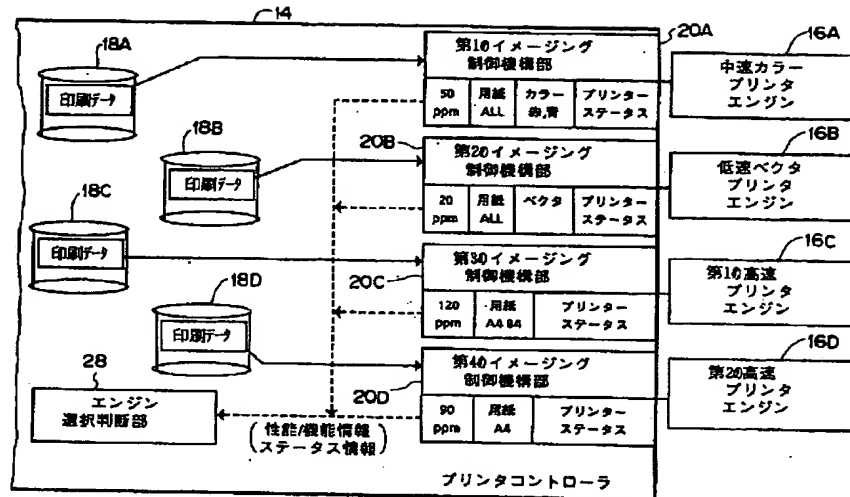 14
18A
印刷データ
18B
印刷データ
18C
印刷データ
18D
印刷データ
28
エンジン
選択判断部
(性能/機能情報
ステータス情報)
20A
第1のイメージング
制御機構部
50
ppm
用紙
ALL
カラー
赤,青
プリンター
ステータス
20B
第2のイメージング
制御機構部
20
ppm
用紙
ALL
ベクタ
プリンター
ステータス
20C
第3のイメージング
制御機構部
120
ppm
用紙
A4 B4
プリンター
ステータス
20D
第4のイメージング
制御機構部
90
ppm
用紙
A4
プリンター
ステータス
プリンタコントローラ
16A
中速カラー
プリンタ
エンジン
16B
低速ベクタ
プリンタ
エンジン
16C
第1の高速
プリンタ
エンジン
16D
第2の高速
プリンタ
エンジン